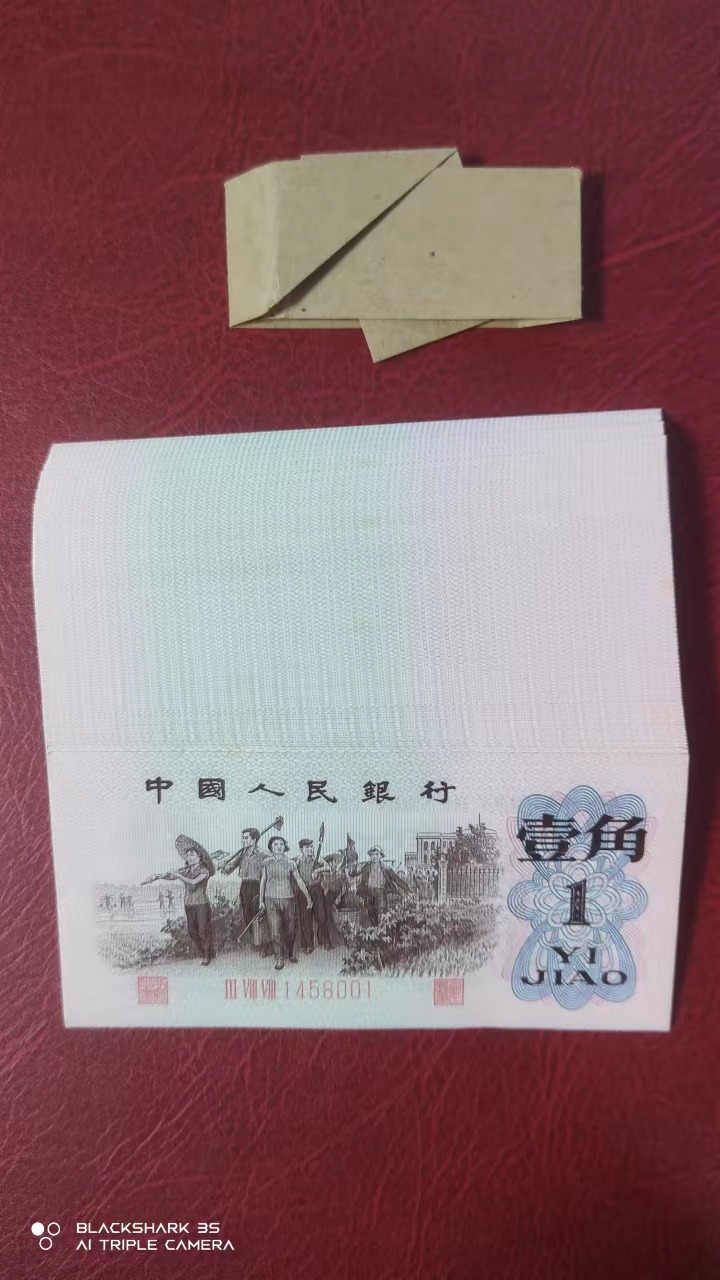 中國人民銀行
壹角
1
YI
JIAO
III VIII VIII 1458001
BLACKSHARK 3S
AI TRIPLE CAMERA